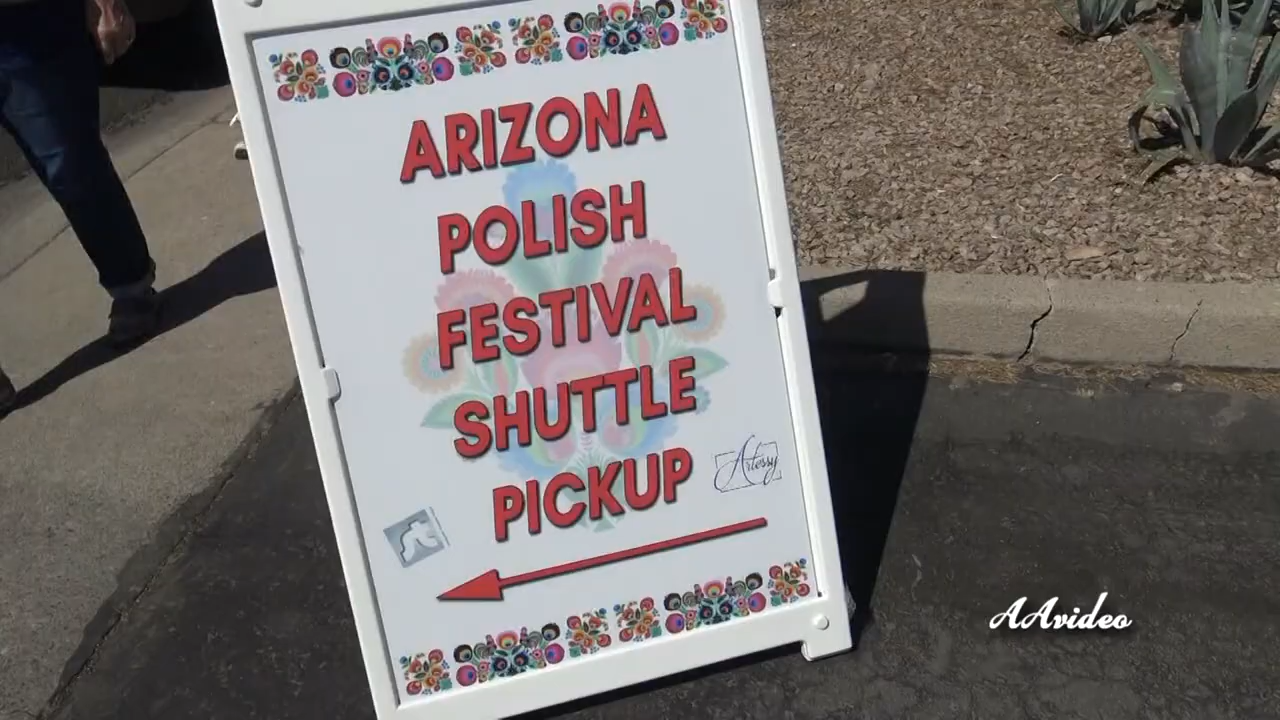 ARIZONA
POLISH
FESTIVAL
SHUTTLE
PICKUP
Artessy
AAvideo